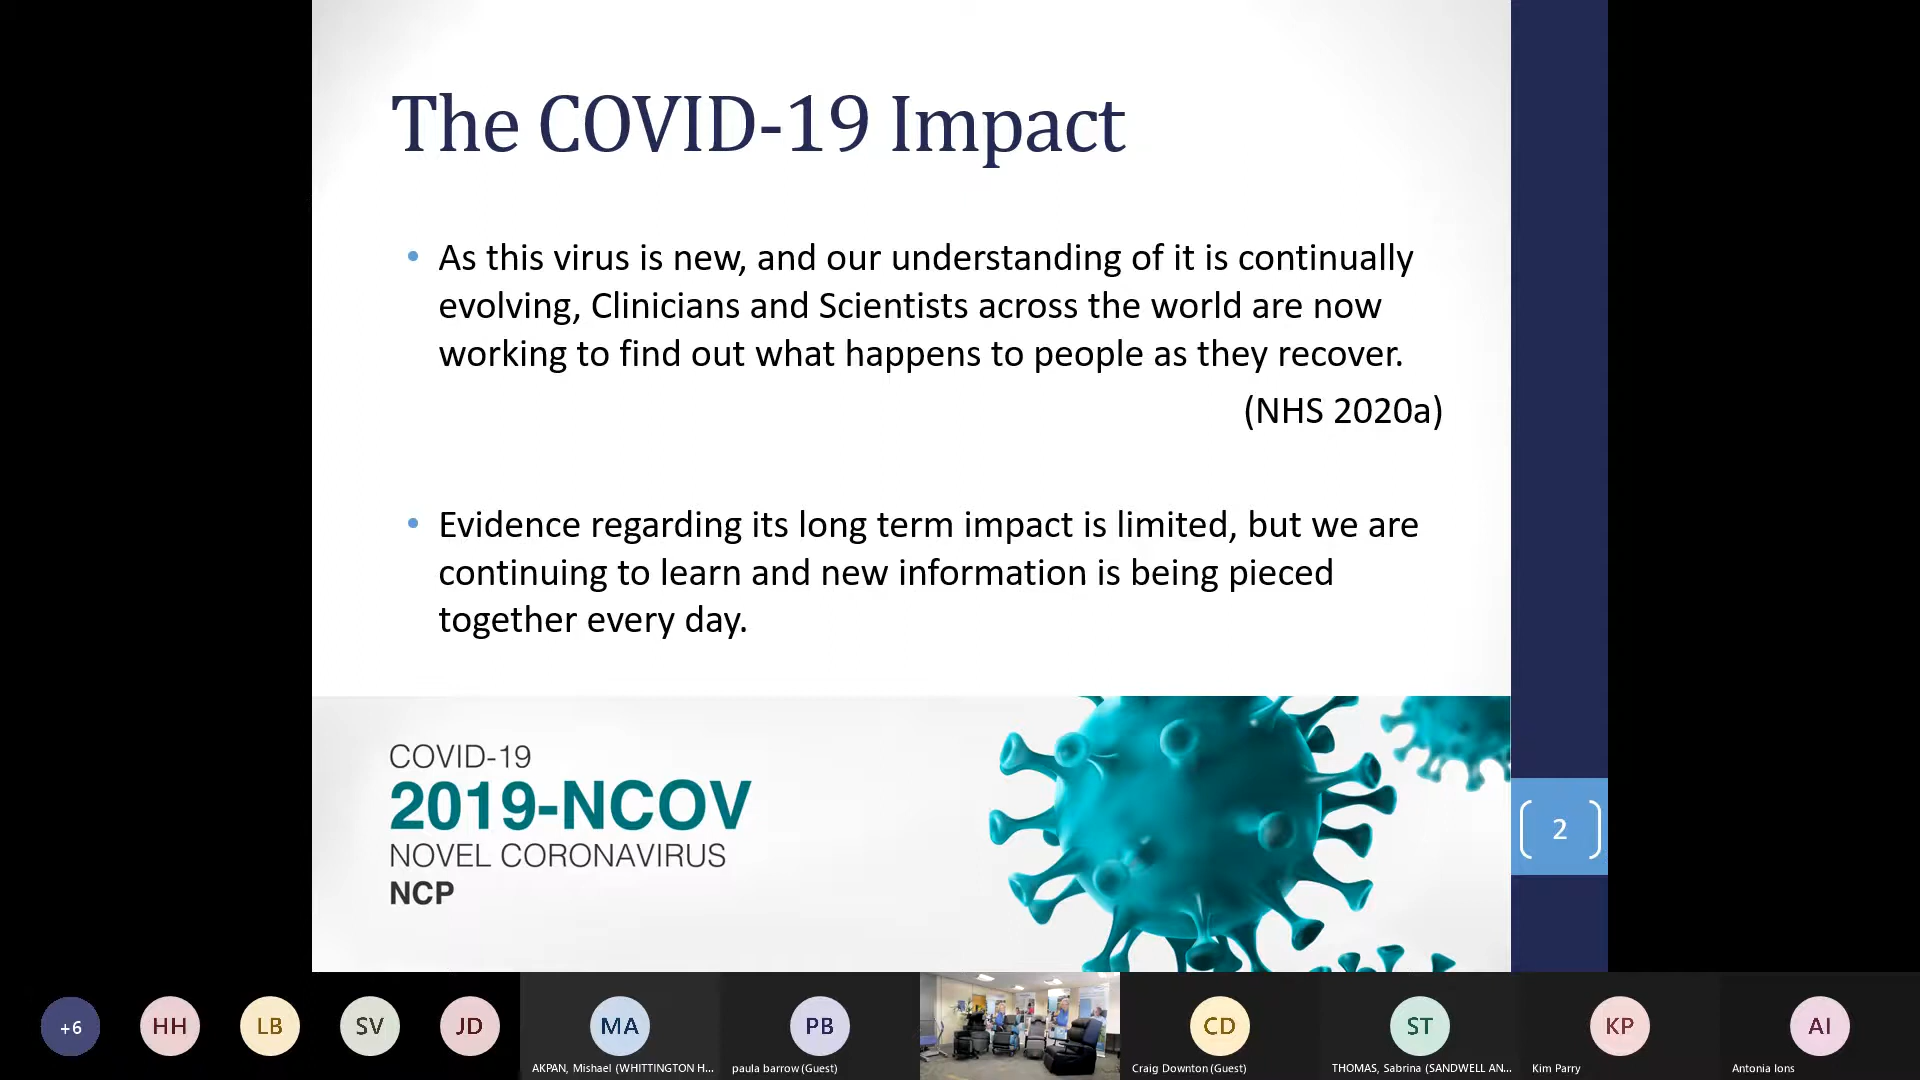 The COVID-19 Impact
• As this virus is new, and our understanding of it is continually
evolving, Clinicians and Scientists across the world are now
working to find out what happens to people as they recover.
(NHS 2020a)
• Evidence regarding its long term impact is limited, but we are
continuing to learn and new information is being pieced
together every day.
COVID-19
2019-NCOV
NOVEL CORONAVIRUS
NCP
2
+6
HH
LB
SV
JD
MA
AKPAN, Mishael (WHITTINGTON H...
PB
paula barrow (Guest)
CD
Craig Downton (Guest)
ST
THOMAS, Sabrina (SANDWELL AN...
KP
Kim Parry
AI
Antonia Ions